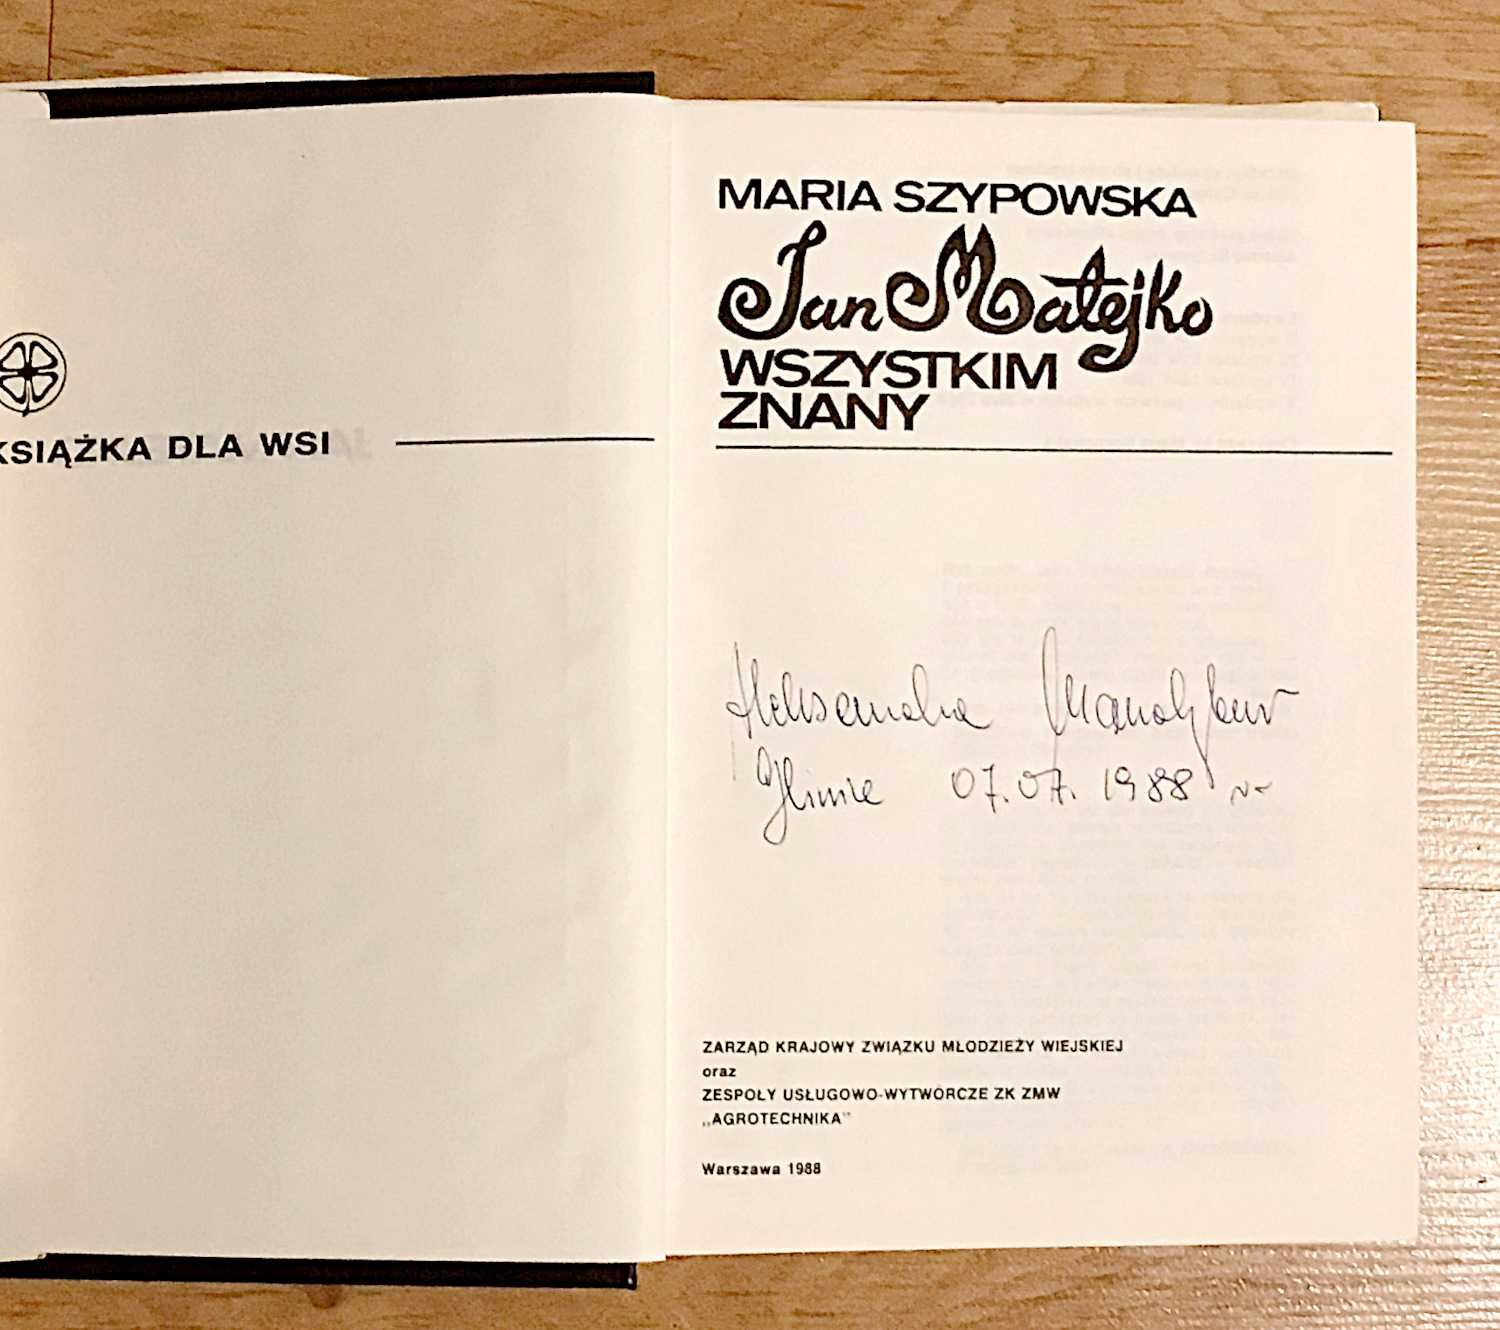 KSIĄŻKA DLA WSI
MARIA SZYPOWSKA
Jan Matejko
WSZYSTKIM
ZNANY
Aleksandra
07.07.1988 r
ZARZĄD KRAJOWY ZWIĄZKU MŁODZIEŻY WIEJSKIEJ
oraz
ZESPOŁY USŁUGOWO-WYTWÓRCZE ZK ZMW
„AGROTECHNIKA"
Warszawa 1988